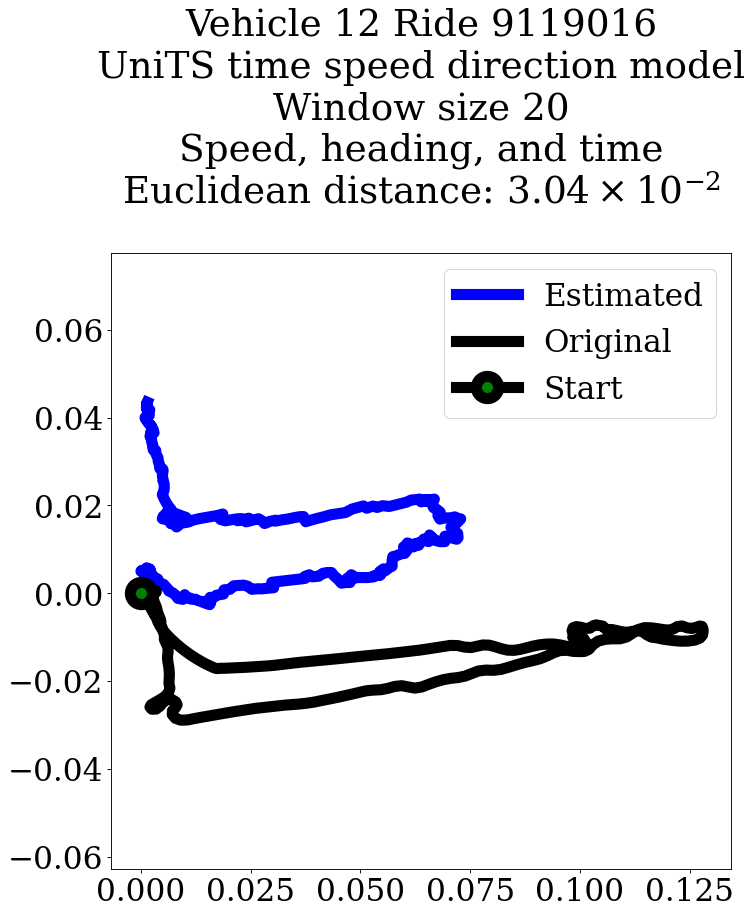 Vehicle 12 Ride 9119016
UniTS time speed direction model
Window size 20
Speed, heading, and time
Euclidean distance: 3.04 × 10⁻²
Estimated
Original
Start
0.06
0.04
0.02
0.00
−0.02
−0.04
−0.06
0.000 0.025 0.050 0.075 0.100 0.125